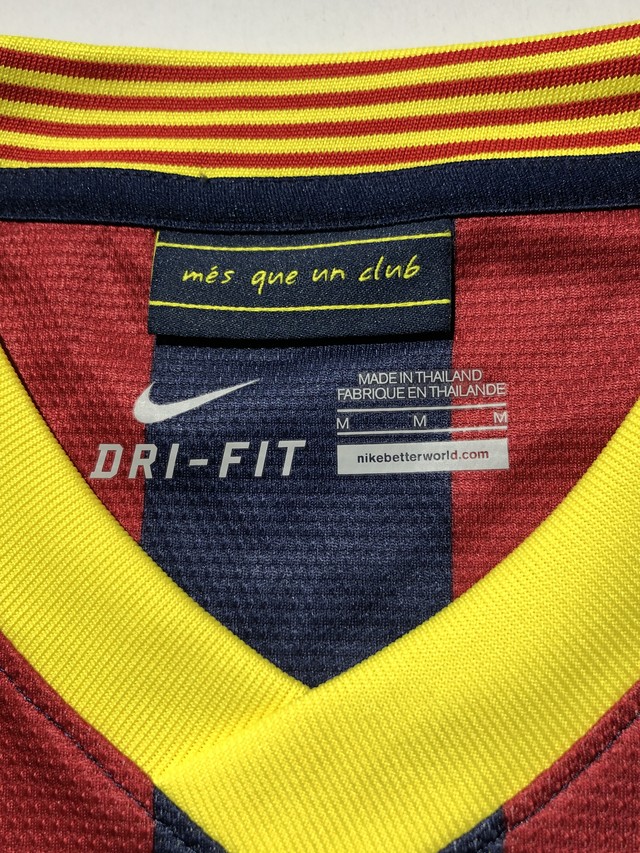 més que un club
DRI-FIT
MADE IN THAILAND
FABRIQUE EN THAILANDE
M M M
nikebetterworld.com